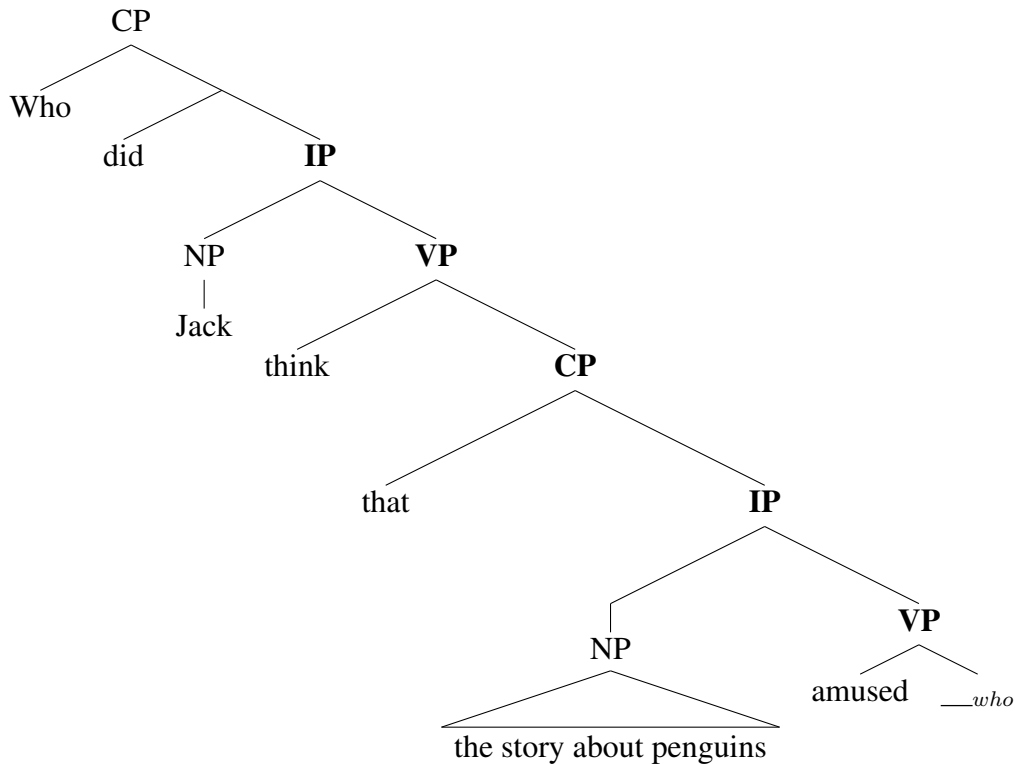 CP
Who
did
IP
NP
VP
Jack
think
CP
that
IP
NP
VP
amused
__who
the story about penguins